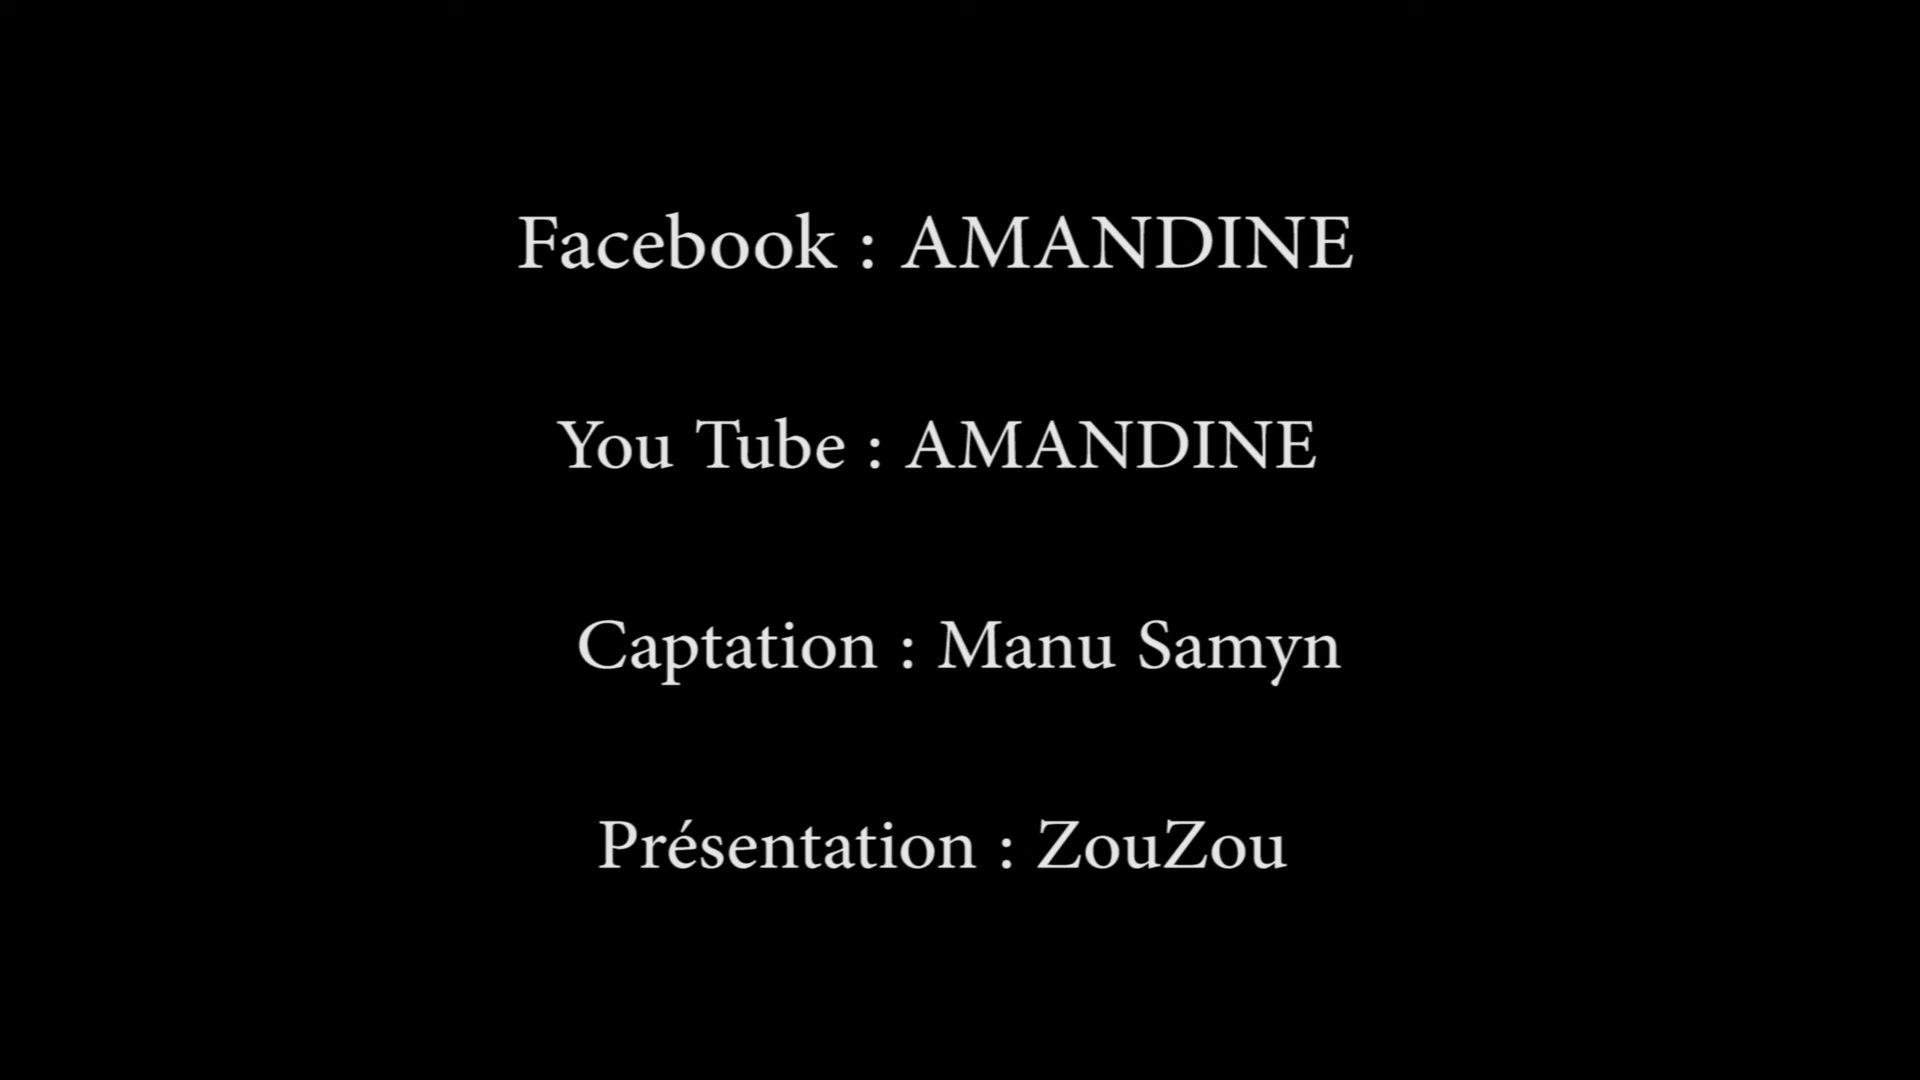 Facebook : AMANDINE
You Tube : AMANDINE
Captation : Manu Samyn
Présentation : ZouZou